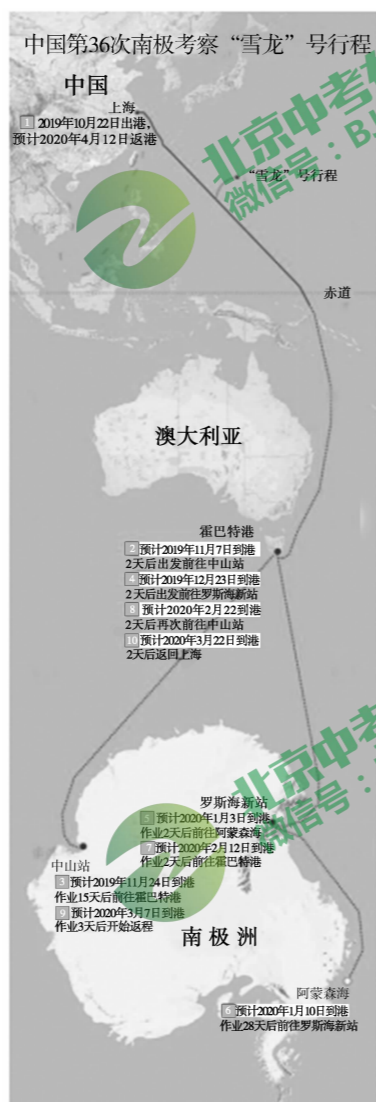 中国第36次南极考察“雪龙”号行程
中国
上海
1 2019年10月22日出港,
预计2020年4月12日返港
“雪龙”号行程
赤道
澳大利亚
霍巴特港
2 预计2019年11月7日到港
2天后出发前往中山站
4 预计2019年12月23日到港
2天后出发前往罗斯海新站
8 预计2020年2月22到港
2天后再次前往中山站
10 预计2020年3月22日到港
2天后返回上海
罗斯海新站
5 预计2020年1月3日到港
作业2天后前往阿蒙森海
7 预计2020年2月12日到港
作业2天后前往霍巴特港
中山站
3 预计2019年11月24日到港
作业15天后前往霍巴特港
9 预计2020年3月7日到港
作业3天后开始返程
南极洲
阿蒙森海
6 预计2020年1月10日到港
作业28天后前往罗斯海新站
北京中考
微信号:BJ
北京中考
微信号: